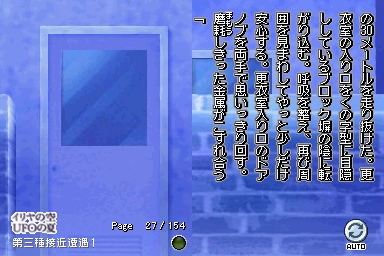 の30メートルを走り抜けた。更
衣室の入り口をくの字型に目隠
ししているブロック塀の陰に転
がり込む。呼吸を整え、再び周
囲を見まわしてやっと少しだけ
安心する。更衣室入り口のドア
ノブを両手で思いっきり回す。
磨耗しきった金属が擦れ合う
「
イリヤの空
UFOの夏
Page 27/154
第三種接近遭遇1
AUTO